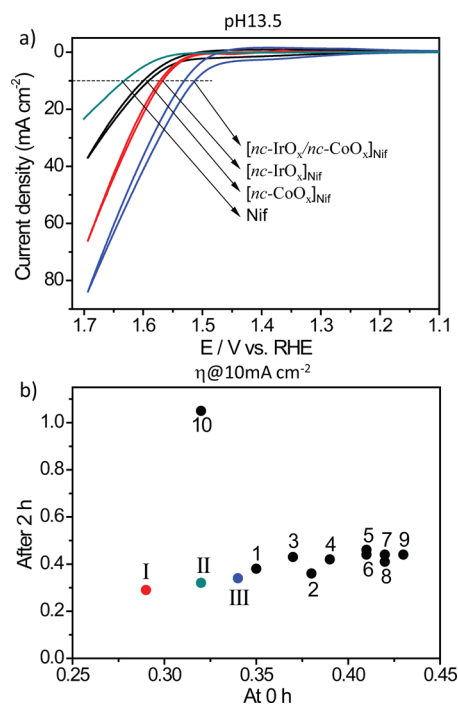 pH13.5
a)
0
20
40
60
80
Current density (mA cm⁻²)
[nc-IrOₓ/nc-CoOₓ]Nif
[nc-IrOₓ]Nif
[nc-CoOₓ]Nif
Nif
1.7 1.6 1.5 1.4 1.3 1.2 1.1
E / V vs. RHE
η@10mA cm⁻²
b)
1.0
0.8
0.6
0.4
0.2
0.0
After 2 h
10
I
II
III
1
2
3
4
5
6
7
8
9
0.25 0.30 0.35 0.40 0.45
At 0 h